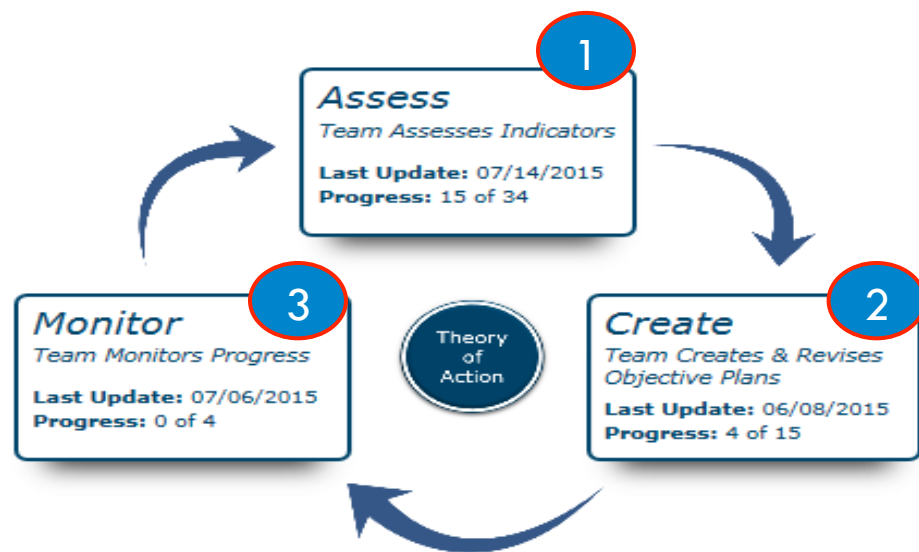 1
Assess
Team Assesses Indicators
Last Update: 07/14/2015
Progress: 15 of 34
2
Create
Team Creates & Revises
Objective Plans
Last Update: 06/08/2015
Progress: 4 of 15
3
Monitor
Team Monitors Progress
Last Update: 07/06/2015
Progress: 0 of 4
Theory
of
Action